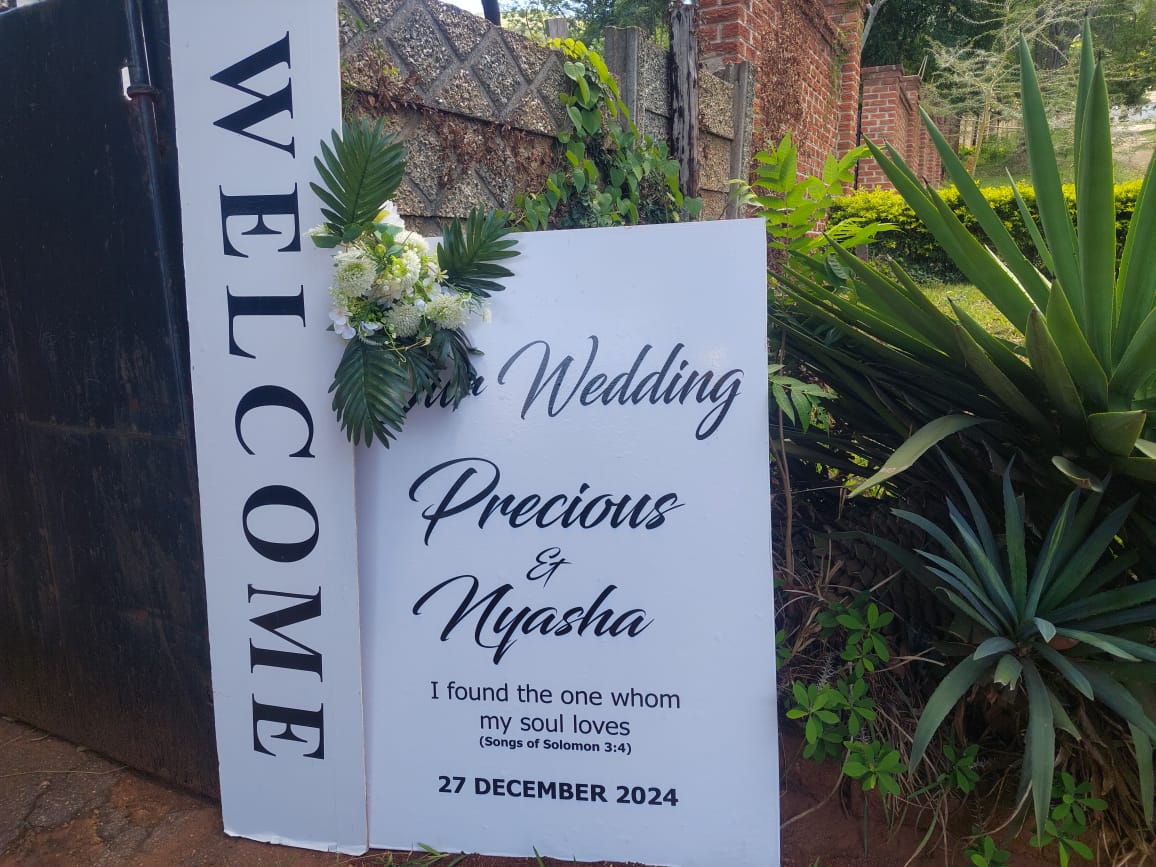 WELCOME
Wedding
Precious
&
Nyasha
I found the one whom
my soul loves
(Songs of Solomon 3:4)
27 DECEMBER 2024